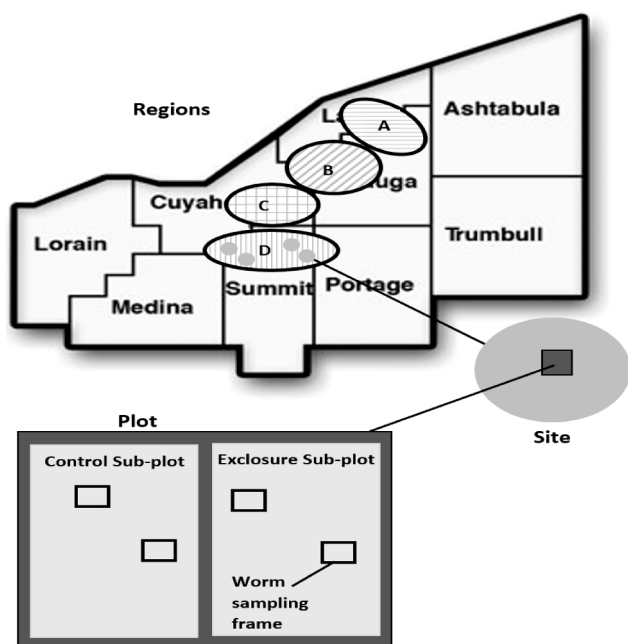 Regions
Ashtabula
A
B
Cuyah
C
uga
Lorain
D
Trumbull
Medina
Summit
Portage
Plot
Site
Control Sub-plot
Exclosure Sub-plot
Worm
sampling
frame